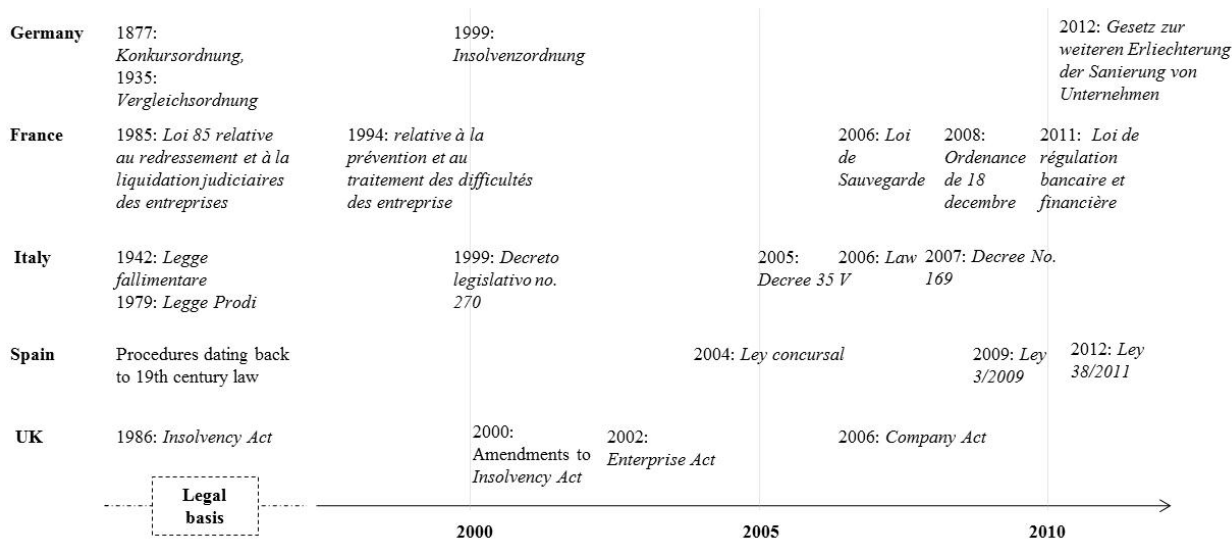 Germany
1877:
Konkursordnung,
1935:
Vergleichsordnung
1999:
Insolvenzordnung
2012: Gesetz zur
weiteren Erliechterung
der Sanierung von
Unternehmen
France
1985: Loi 85 relative
au redressement et à la
liquidation judiciaires
des entreprises
1994: relative à la
prévention et au
traitement des difficultés
des entreprise
2006: Loi
de
Sauvegarde
2008:
Ordenance
de 18
decembre
2011: Loi de
régulation
bancaire et
financière
Italy
1942: Legge
fallimentare
1979: Legge Prodi
1999: Decreto
legislativo no.
270
2005:
Decree 35 V
2006: Law
2007: Decree No.
169
Spain
Procedures dating back
to 19th century law
2004: Ley concursal
2009: Ley
3/2009
2012: Ley
38/2011
UK
1986: Insolvency Act
2000:
Amendments to
Insolvency Act
2002:
Enterprise Act
2006: Company Act
Legal
basis
2000
2005
2010